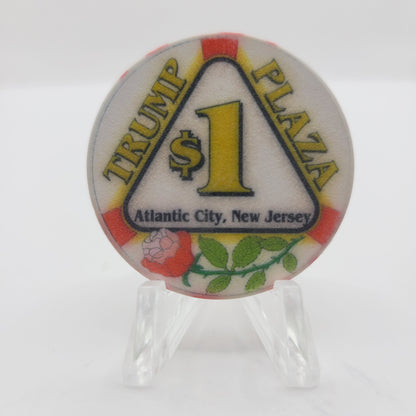 TRUMP
PLAZA
$1
Atlantic City, New Jersey